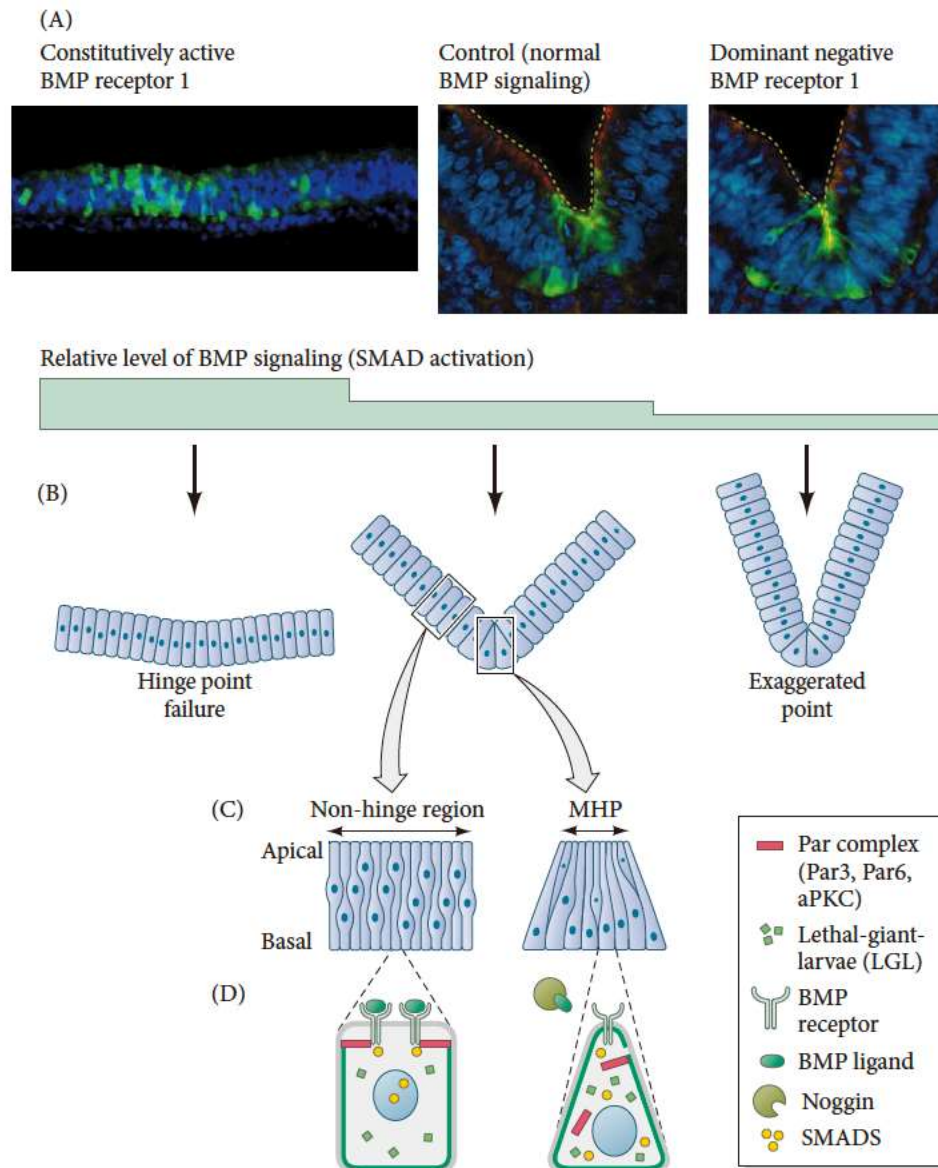 (A)
Constitutively active
BMP receptor 1
Control (normal
BMP signaling)
Dominant negative
BMP receptor 1
Relative level of BMP signaling (SMAD activation)
(B)
Hinge point
failure
Exaggerated
point
(C)
Non-hinge region
MHP
Apical
Basal
(D)
Par complex
(Par3, Par6,
aPKC)
Lethal-giant-
larvae (LGL)
BMP
receptor
BMP ligand
Noggin
SMADS